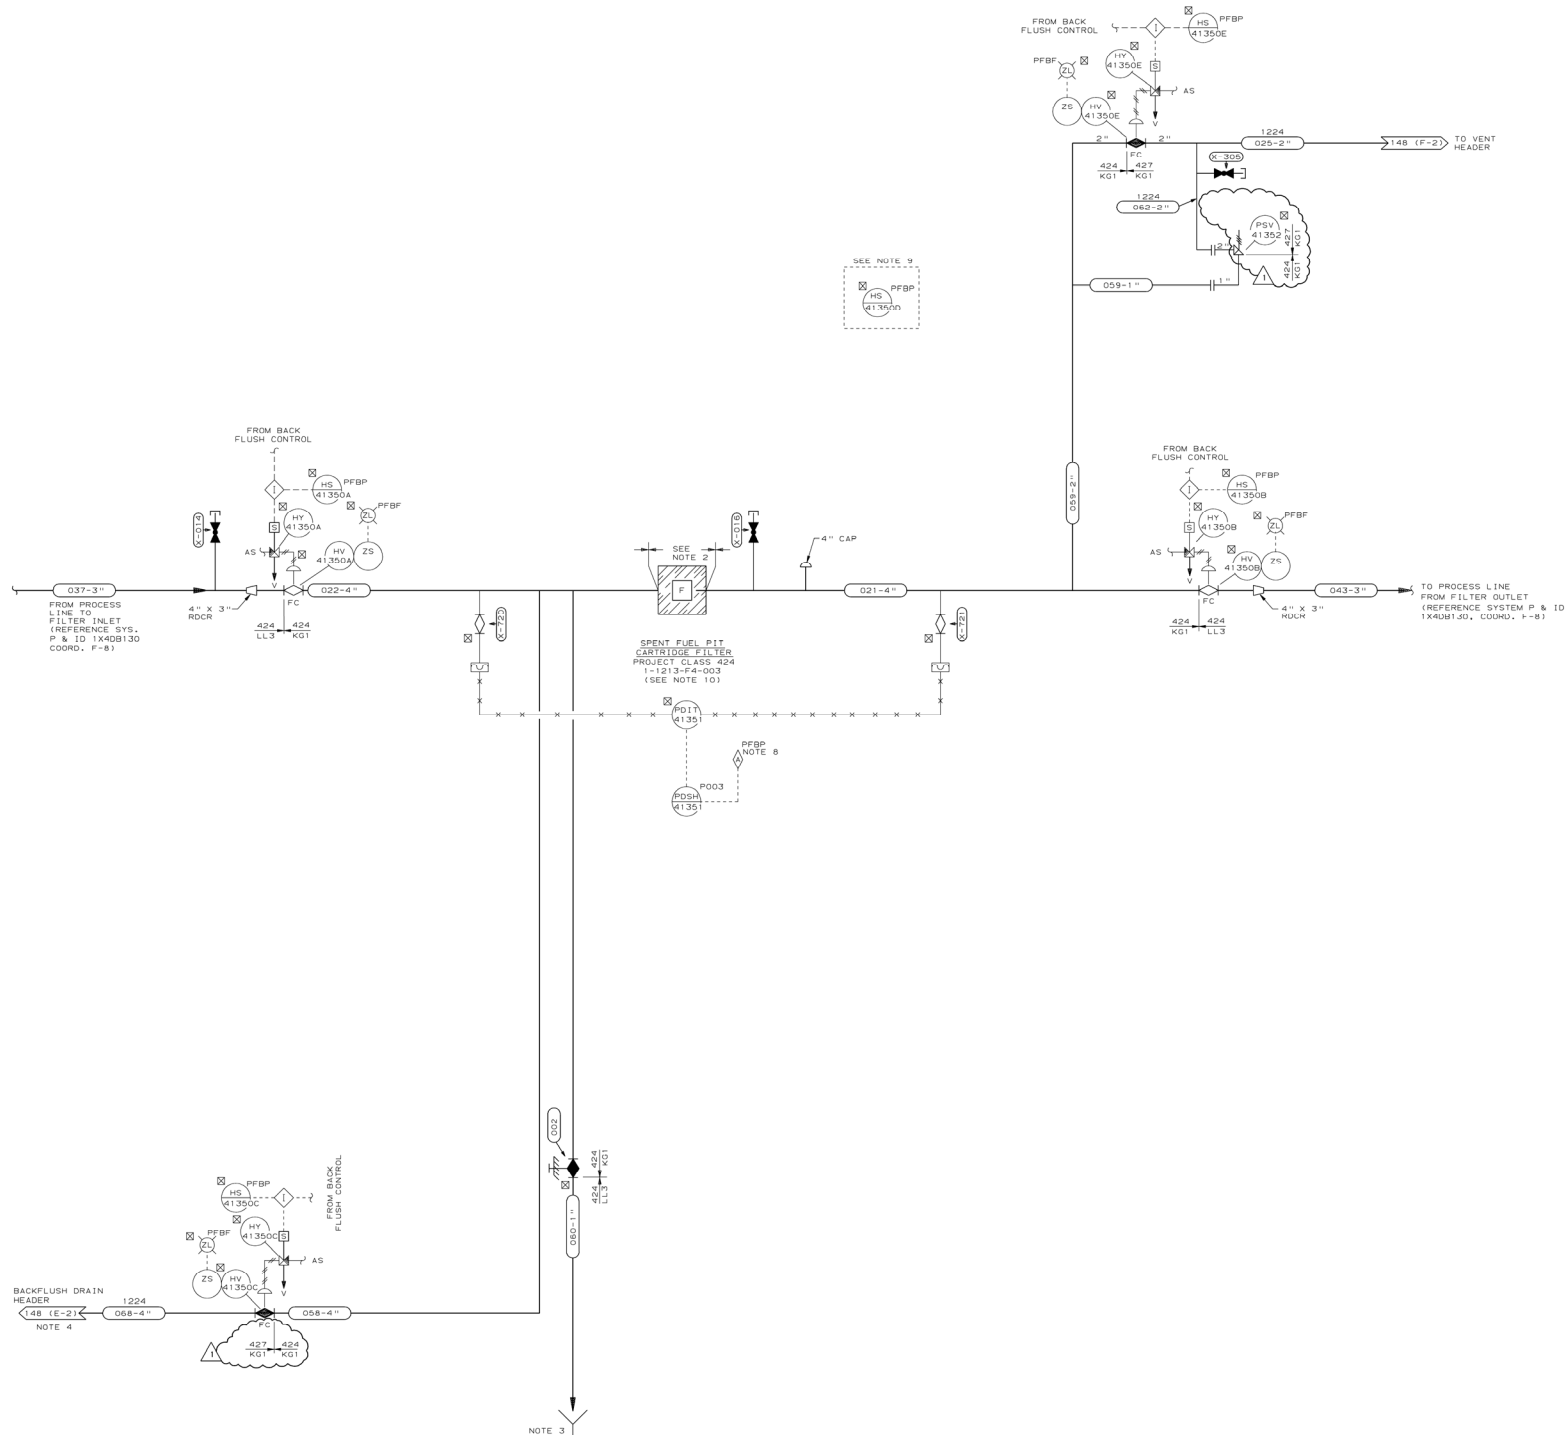 FROM BACK
FLUSH CONTROL
I
HS
41350E
PFBP
HY
41350E
S
PFBF
ZL
AS
ZS
HV
41350E
V
2"
2"
FC
424
KG1
427
KG1
1224
025-2"
148 (F-2)
TO VENT
HEADER
X-305
1224
062-2"
PSV
41352
427
KG1
424
KG1
2"
1
059-1"
1"
SEE NOTE 9
HS
41350D
PFBP
059-2"
FROM BACK
FLUSH CONTROL
I
HS
41350A
PFBP
S
HY
41350A
ZL
PFBF
X-014
AS
HV
41350A
ZS
V
FC
037-3"
022-4"
FROM PROCESS
LINE TO
FILTER INLET
(REFERENCE SYS.
P & ID 1X4DB130
COORD. F-8)
4" X 3"
RDCR
424
LL3
424
KG1
X-722
SEE
NOTE 2
F
X-016
4" CAP
021-4"
X-721
SPENT FUEL PIT
CARTRIDGE FILTER
PROJECT CLASS 424
1-1213-F4-003
(SEE NOTE 10)
PDIT
41351
PFBP
NOTE 8
A
PDSH
41351
P003
FROM BACK
FLUSH CONTROL
I
HS
41350B
PFBP
S
HY
41350B
ZL
PFBF
AS
HV
41350B
ZS
V
FC
4" X 3"
RDCR
043-3"
424
KG1
424
LL3
TO PROCESS LINE
FROM FILTER OUTLET
(REFERENCE SYSTEM P & ID
1X4DB130, COORD. F-8)
002
424
KG1
424
LL3
060-1"
HS
41350C
PFBP
I
FROM BACK
FLUSH CONTROL
PFBF
ZL
HY
41350C
S
AS
ZS
HV
41350C
V
BACKFLUSH DRAIN
HEADER
148 (E-2)
NOTE 4
1224
068-4"
FC
058-4"
427
KG1
424
KG1
1
NOTE 3